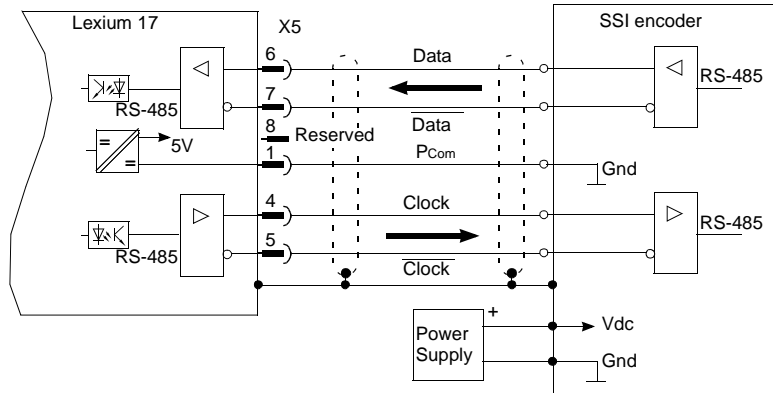 Lexium 17
X5
SSI encoder
6
Data
RS-485
RS-485
7
Data
8
Reserved
5V
=
=
1
PCom
Gnd
4
Clock
RS-485
RS-485
5
Clock
Power
Supply
+
Vdc
Gnd